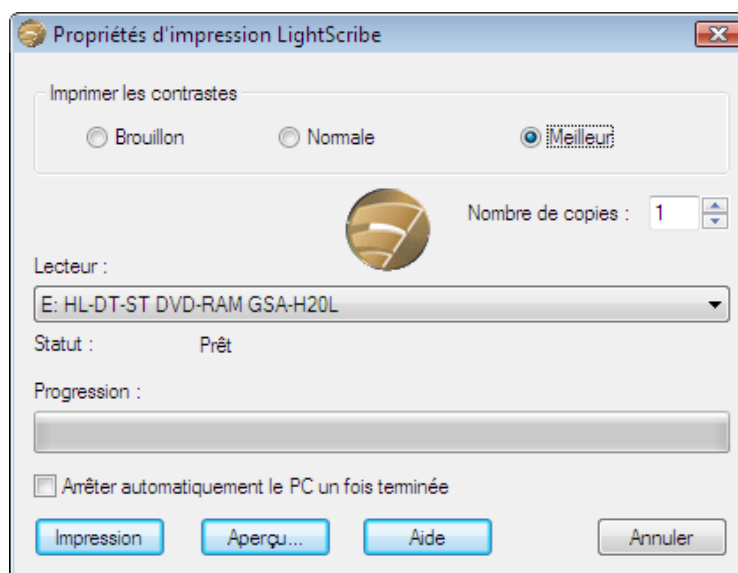 Propriétés d'impression LightScribe
Imprimer les contrastes
Brouillon Normale Meilleur
Nombre de copies : 1
Lecteur :
E: HL-DT-ST DVD-RAM GSA-H20L
Statut : Prêt
Progression :
Arrêter automatiquement le PC un fois terminée
Impression Aperçu... Aide Annuler